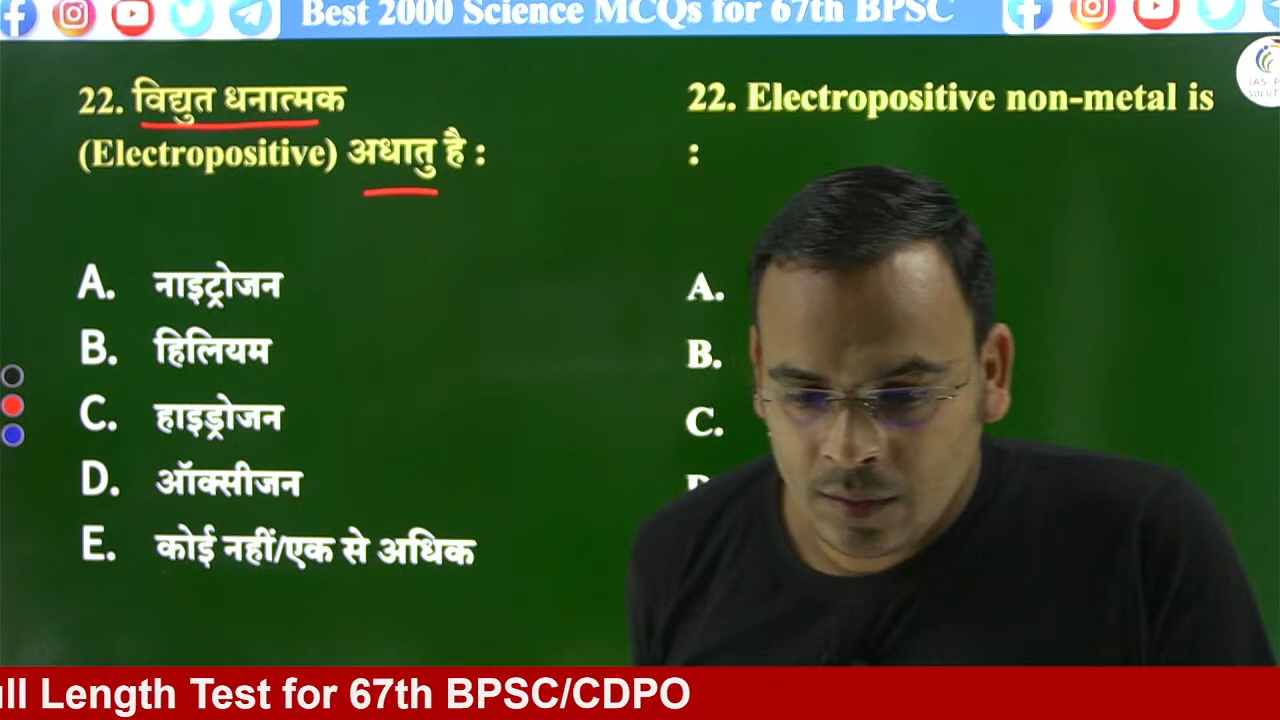 Best 2000 Science MCQs for 67th BPSC
22. विद्युत धनात्मक
(Electropositive) अधातु है :
A. नाइट्रोजन
B. हिलियम
C. हाइड्रोजन
D. ऑक्सीजन
E. कोई नहीं/एक से अधिक
22. Electropositive non-metal is
:
A.
B.
C.
Length Test for 67th BPSC/CDPO